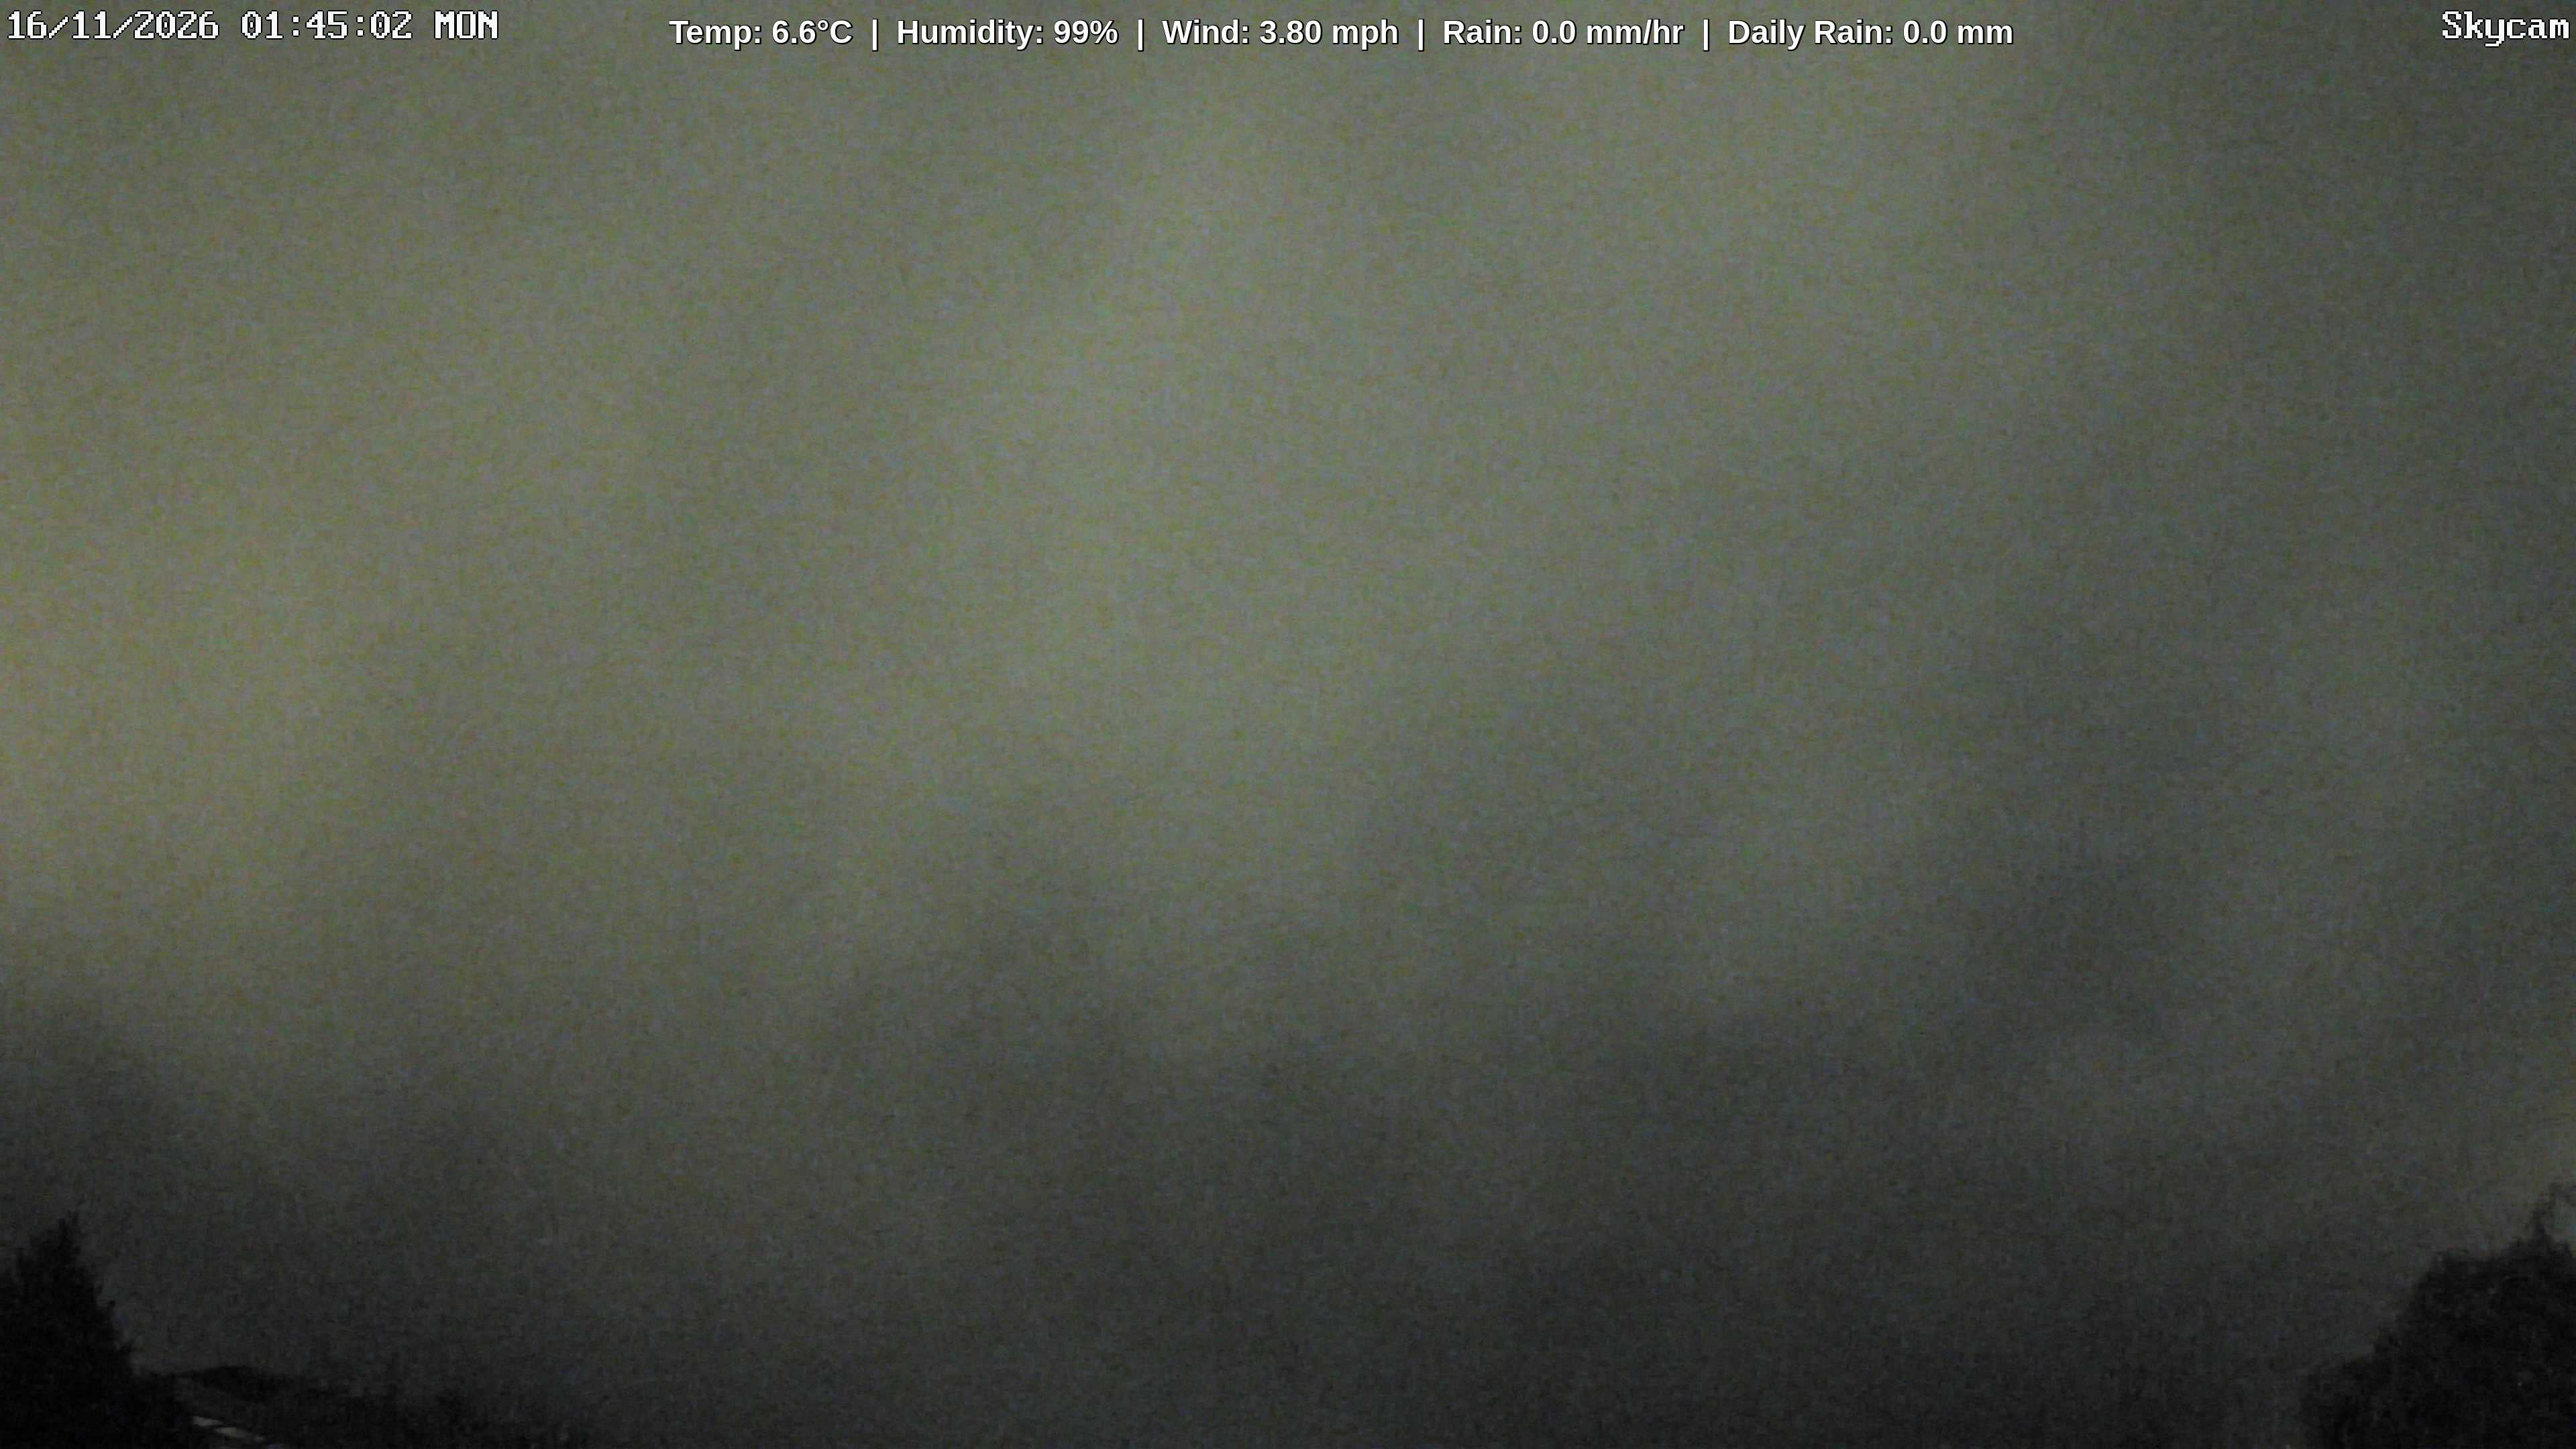 16/11/2026 01:45:02 MON
Temp: 6.6°C | Humidity: 99% | Wind: 3.80 mph | Rain: 0.0 mm/hr | Daily Rain: 0.0 mm
Skycam